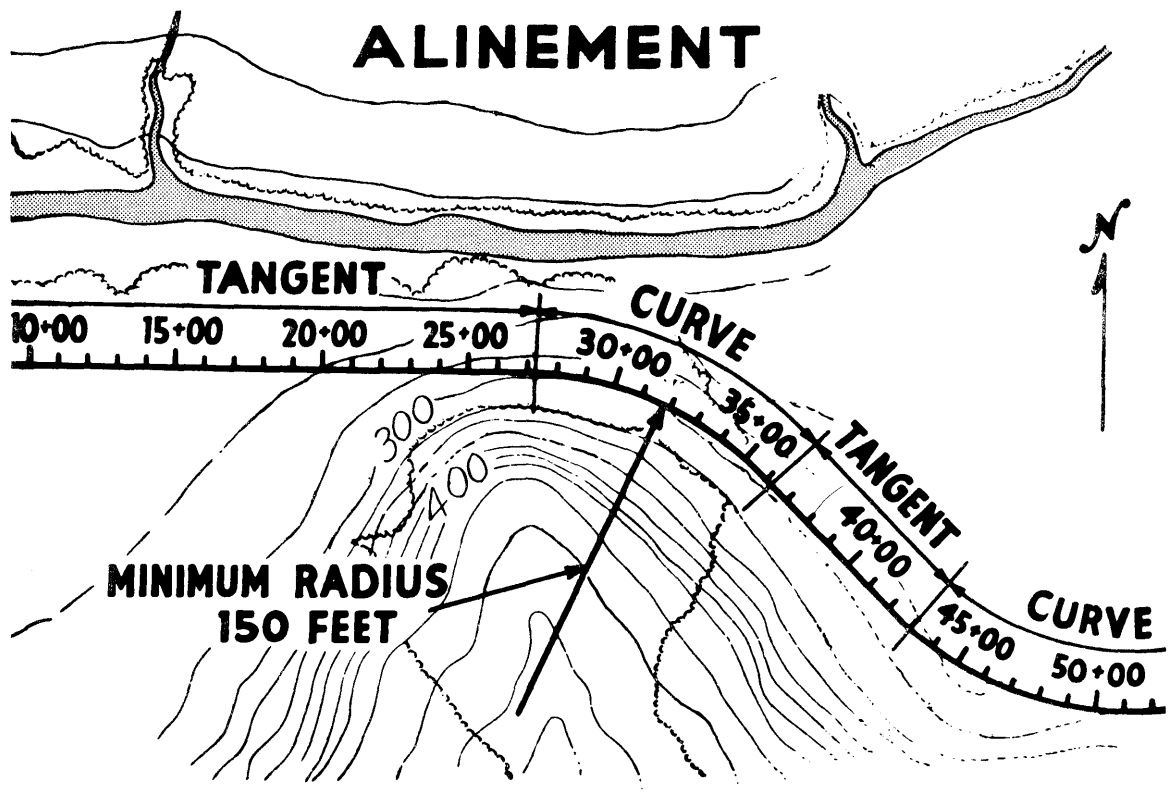 ALINEMENT
N
TANGENT
CURVE
10+00 15+00 20+00 25+00 30+00 35+00
TANGENT
40+00
CURVE
45+00 50+00
300
400
MINIMUM RADIUS
150 FEET